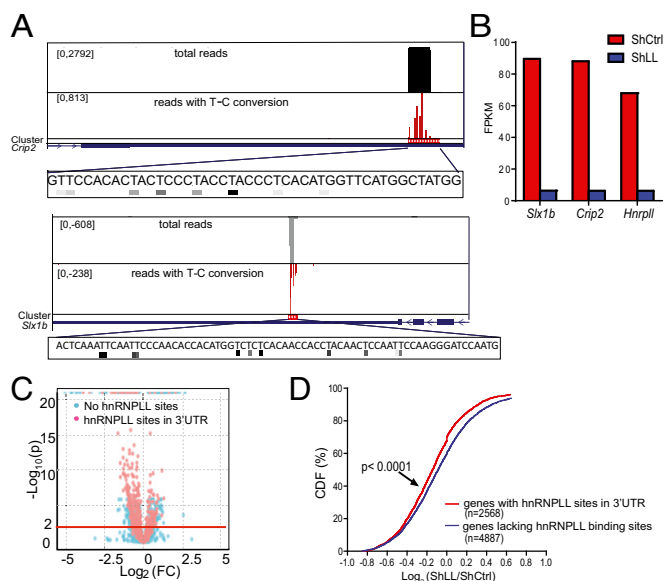 A
[0,2792]
total reads
[0,813]
reads with T-C conversion
Cluster
Crip2
GTTCCACACTACTCCCTACCTACCCTCACATGGTTCATGGCTATGG
[0,-608]
total reads
[0,-238]
reads with T-C conversion
Cluster
Slx1b
ACTCAAATTCAATTCCCAACACCACATGGTCTCTCACAACCACCTACAACTCCAATTCCAAGGGATCCAATG
B
ShCtrl
ShLL
FPKM
100
80
60
40
20
0
Slx1b Crip2 Hnrpll
C
No hnRNPLL sites
hnRNPLL sites in 3'UTR
-Log10(p)
20
15
10
5
2
0
-5 0.0 5
-5 0.0 5
Log2 (FC)
D
CDF (%)
100
80
60
40
20
0
p< 0.0001
genes with hnRNPLL sites in 3'UTR
(n=2568)
genes lacking hnRNPLL binding sites
(n=4887)
-1.0 -0.8 -0.6 -0.4 -0.2 0.0 0.2 0.4 0.6 0.8
(ShLL/ShCtrl)